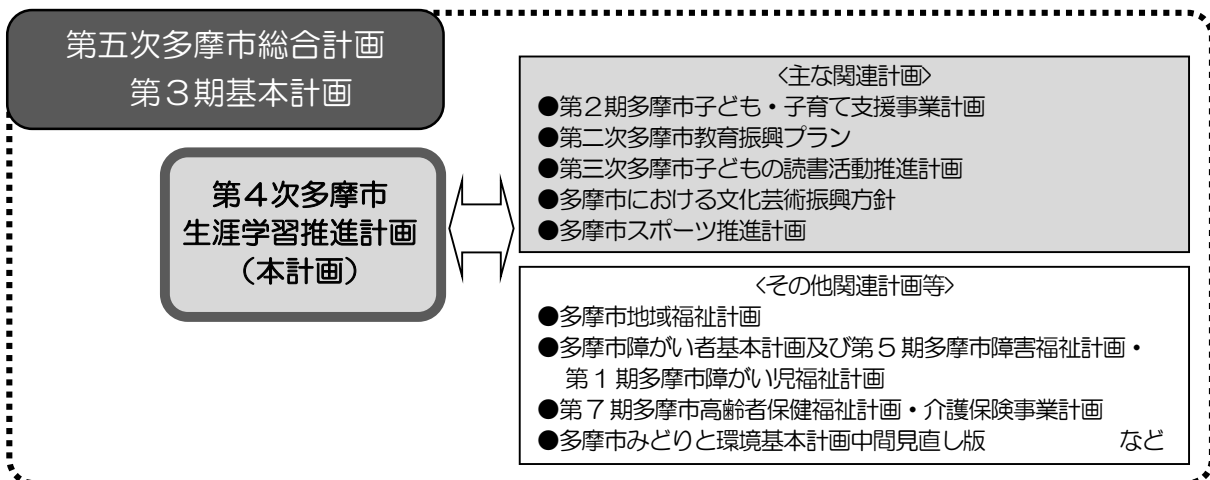 第五次多摩市総合計画
第３期基本計画
第４次多摩市
生涯学習推進計画
（本計画）
〈主な関連計画〉
●第２期多摩市子ども・子育て支援事業計画
●第二次多摩市教育振興プラン
●第三次多摩市子どもの読書活動推進計画
●多摩市における文化芸術振興方針
●多摩市スポーツ推進計画
〈その他関連計画等〉
●多摩市地域福祉計画
●多摩市障がい者基本計画及び第５期多摩市障害福祉計画・
第１期多摩市障がい児福祉計画
●第７期多摩市高齢者保健福祉計画・介護保険事業計画
●多摩市みどりと環境基本計画中間見直し版　　　　　など